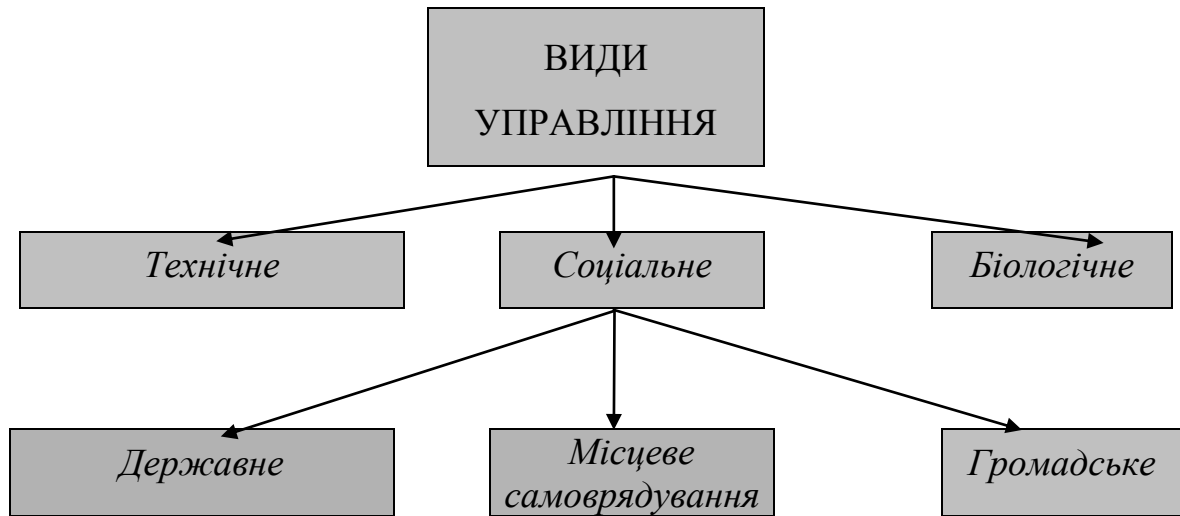 ВИДИ
УПРАВЛІННЯ
Технічне
Соціальне
Біологічне
Державне
Місцеве
самоврядування
Громадське